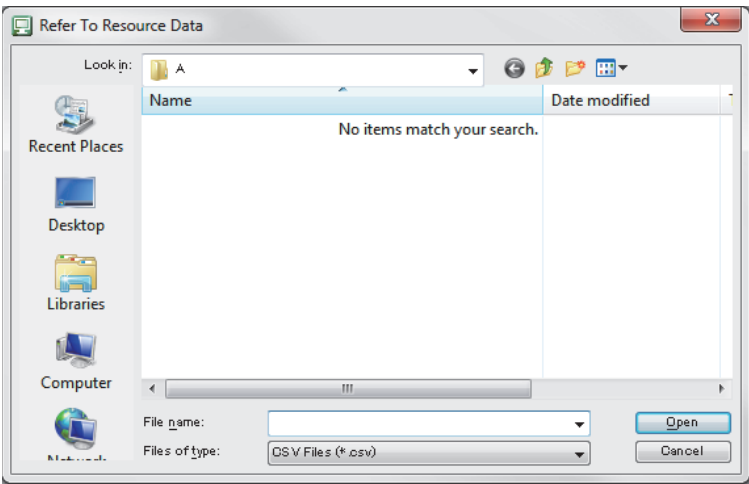 Refer To Resource Data
Look in:
A
Name
Date modified
No items match your search.
Recent Places
Desktop
Libraries
Computer
File name:
Open
Files of type:
CSV Files (*.csv)
Cancel